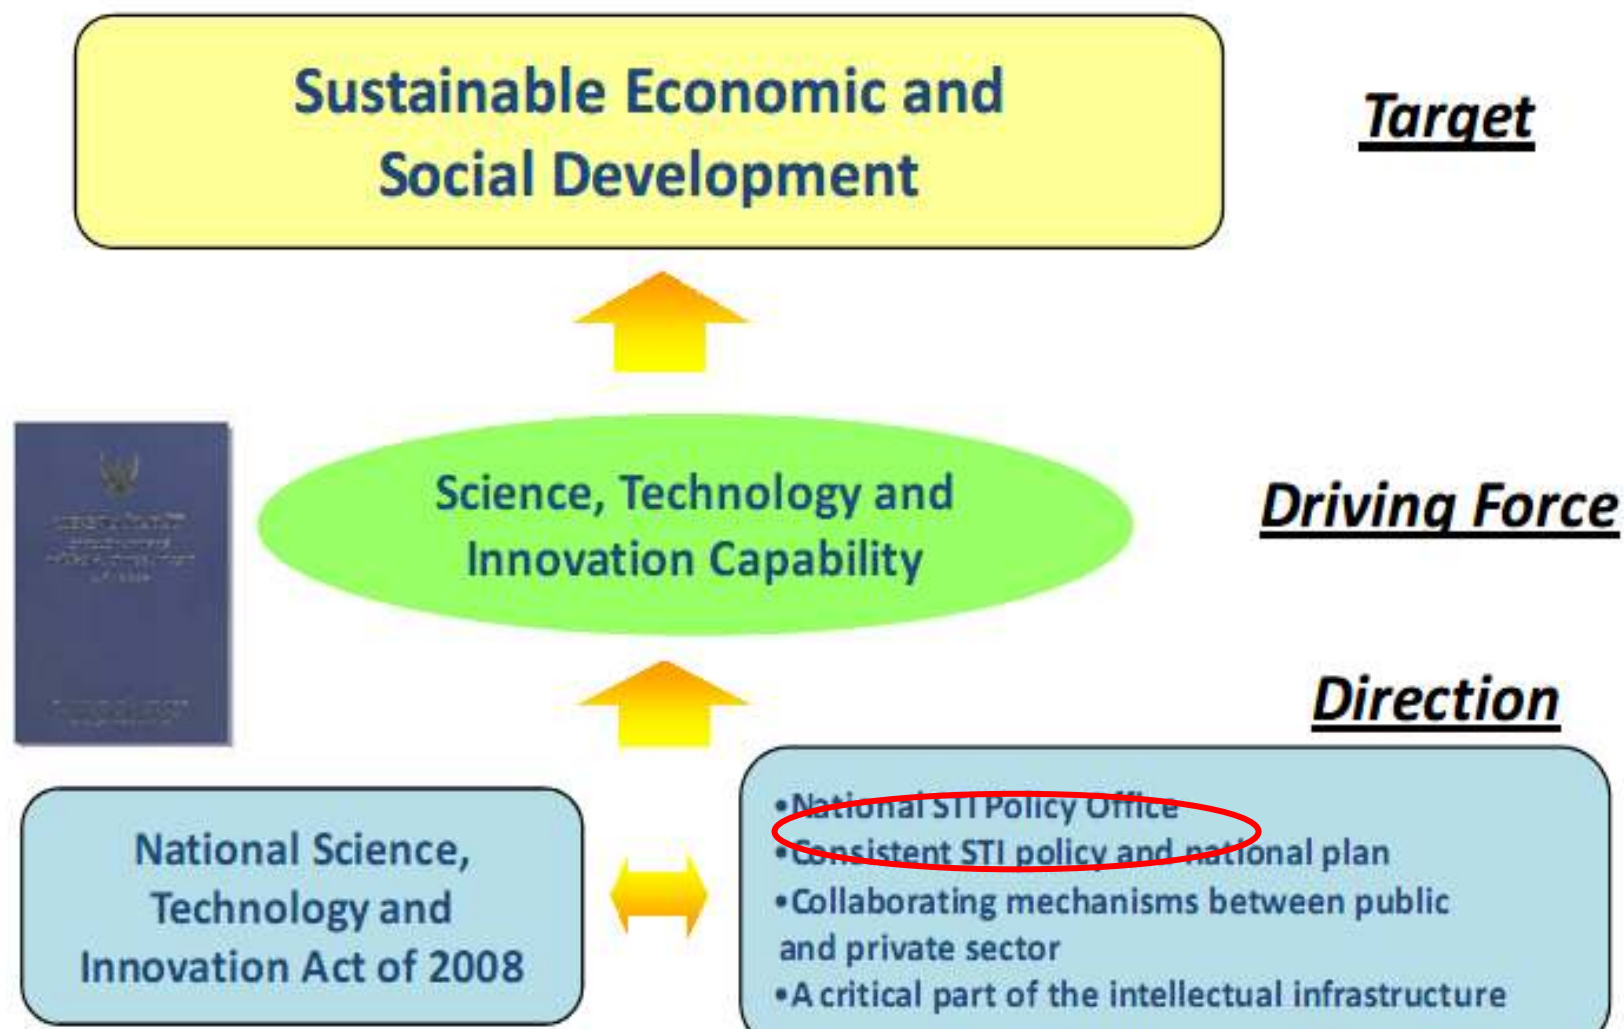 Sustainable Economic and
Social Development
Target
Science, Technology and
Innovation Capability
Driving Force
Direction
National Science,
Technology and
Innovation Act of 2008
•National STI Policy Office
•Consistent STI policy and national plan
•Collaborating mechanisms between public
and private sector
•A critical part of the intellectual infrastructure